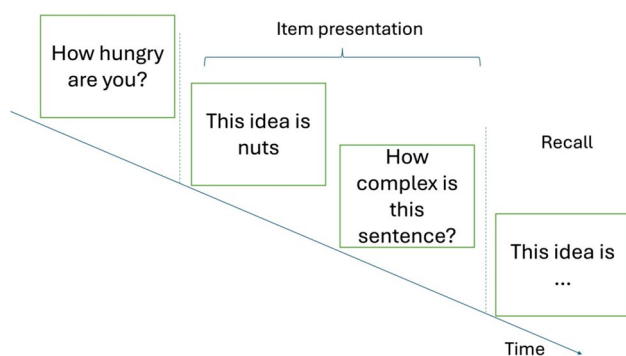 How hungry
are you?
Item presentation
This idea is
nuts
How
complex is
this
sentence?
Recall
This idea is
...
Time